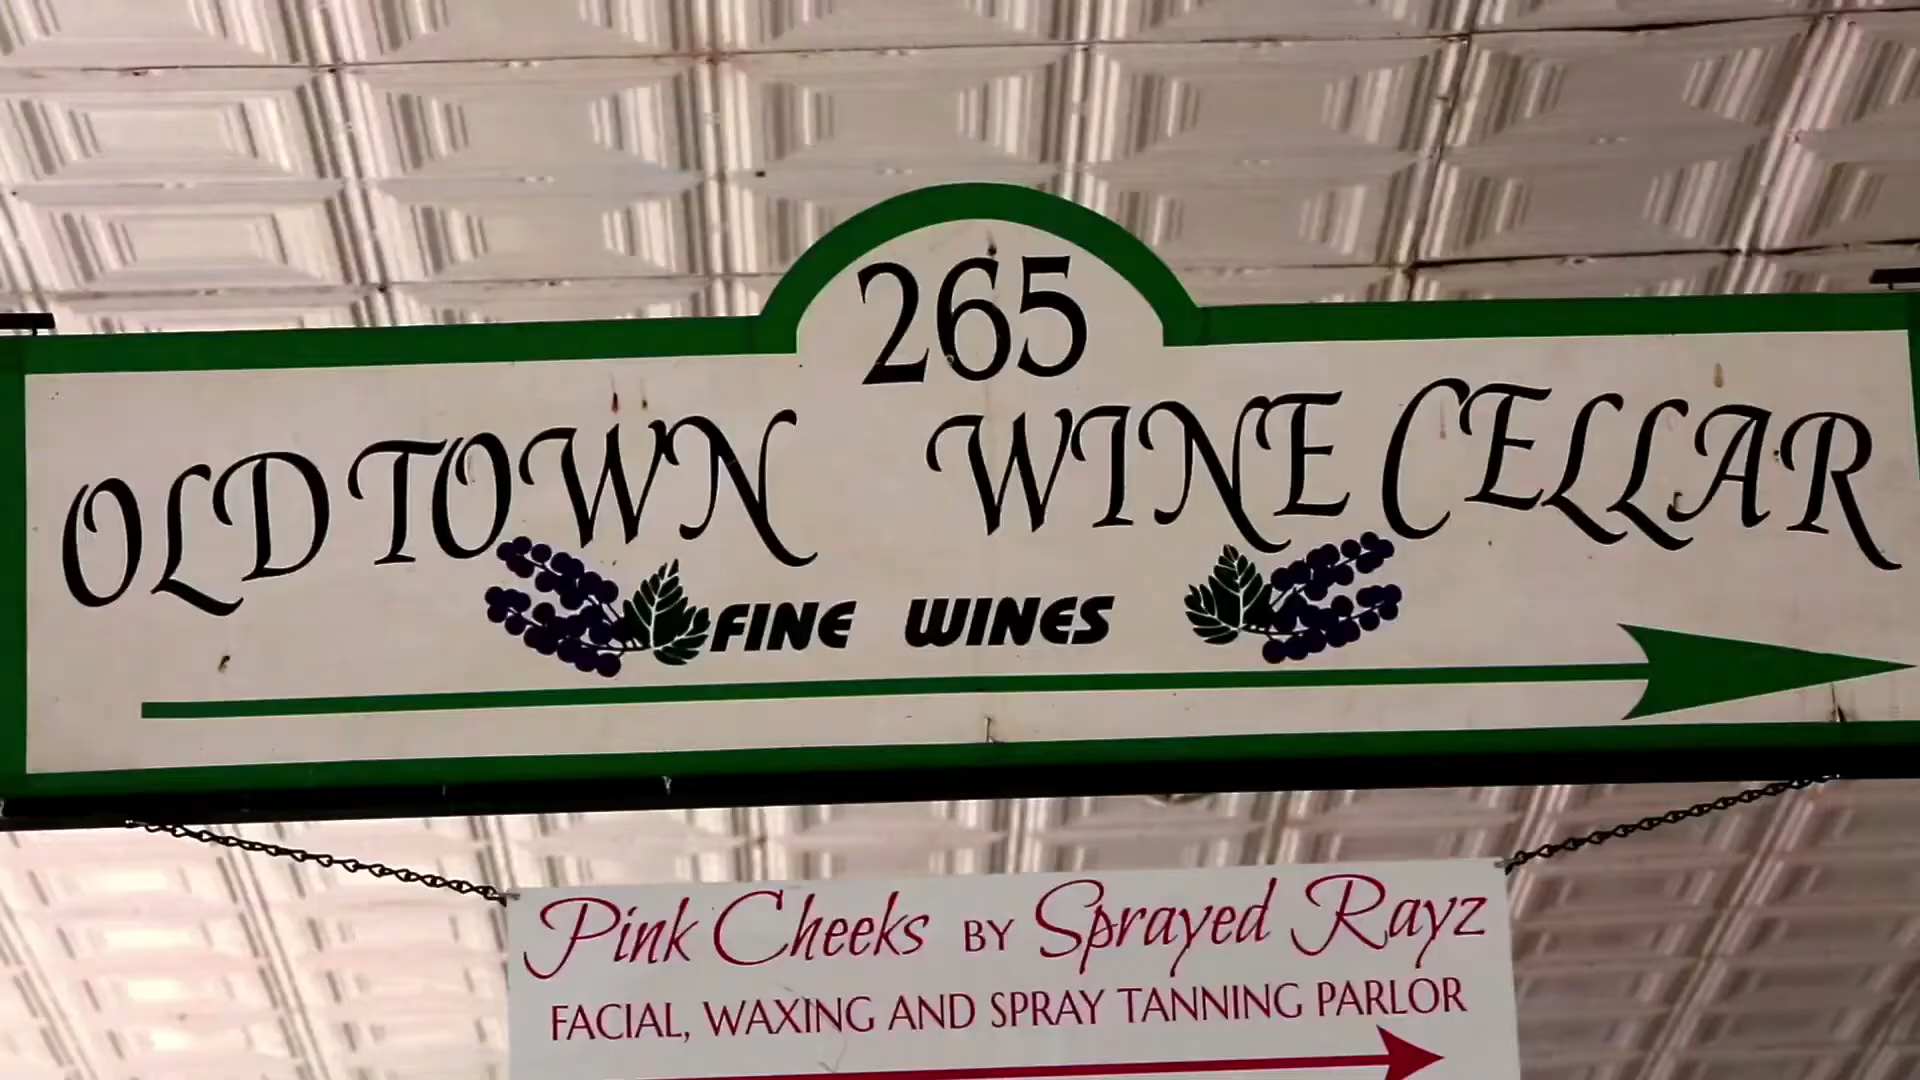 265
OLD TOWN WINE CELLAR
FINE WINES
Pink Cheeks BY Sprayed Rayz
FACIAL, WAXING AND SPRAY TANNING PARLOR